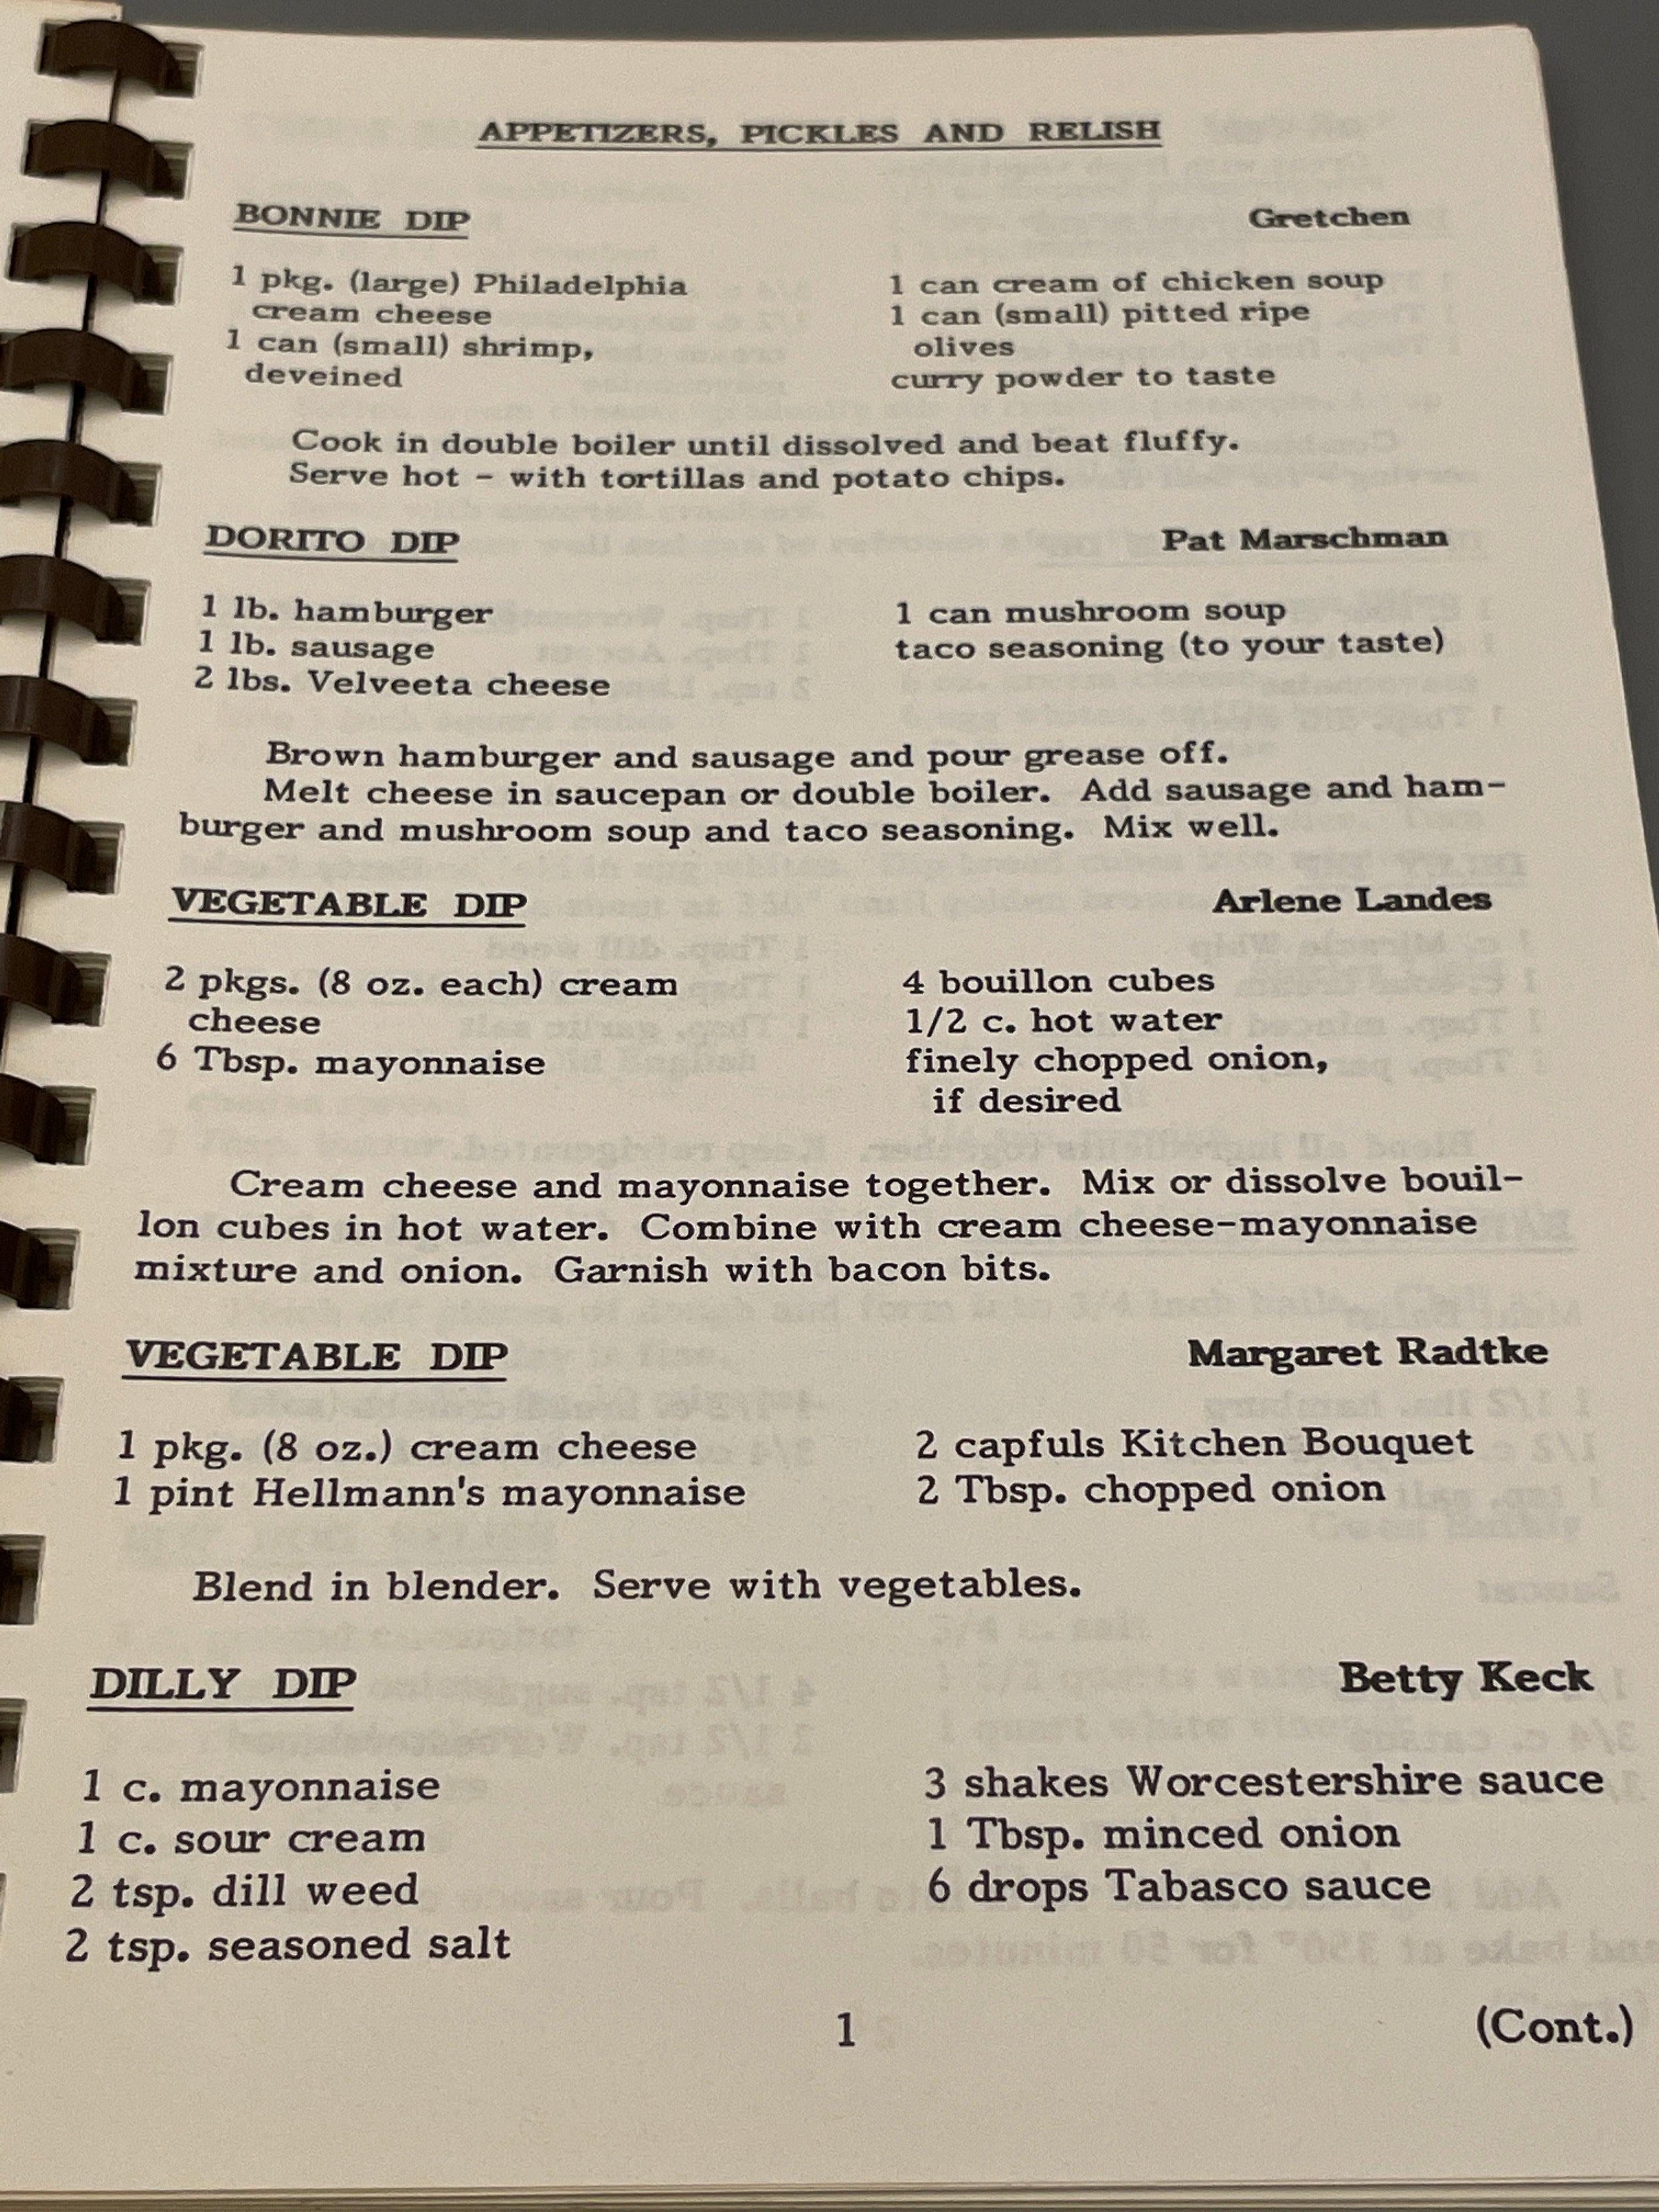 APPETIZERS, PICKLES AND RELISH
BONNIE DIP Gretchen
1 pkg. (large) Philadelphia
cream cheese
1 can (small) shrimp,
deveined
1 can cream of chicken soup
1 can (small) pitted ripe
olives
curry powder to taste
Cook in double boiler until dissolved and beat fluffy.
Serve hot - with tortillas and potato chips.
DORITO DIP Pat Marschman
1 lb. hamburger
1 lb. sausage
2 lbs. Velveeta cheese
1 can mushroom soup
taco seasoning (to your taste)
Brown hamburger and sausage and pour grease off.
Melt cheese in saucepan or double boiler. Add sausage and ham-
burger and mushroom soup and taco seasoning. Mix well.
VEGETABLE DIP Arlene Landes
2 pkgs. (8 oz. each) cream
cheese
6 Tbsp. mayonnaise
4 bouillon cubes
1/2 c. hot water
finely chopped onion,
if desired
Cream cheese and mayonnaise together. Mix or dissolve bouil-
lon cubes in hot water. Combine with cream cheese-mayonnaise
mixture and onion. Garnish with bacon bits.
VEGETABLE DIP Margaret Radtke
1 pkg. (8 oz.) cream cheese
1 pint Hellmann's mayonnaise
2 capfuls Kitchen Bouquet
2 Tbsp. chopped onion
Blend in blender. Serve with vegetables.
DILLY DIP Betty Keck
1 c. mayonnaise
1 c. sour cream
2 tsp. dill weed
2 tsp. seasoned salt
3 shakes Worcestershire sauce
1 Tbsp. minced onion
6 drops Tabasco sauce
1 (Cont.)